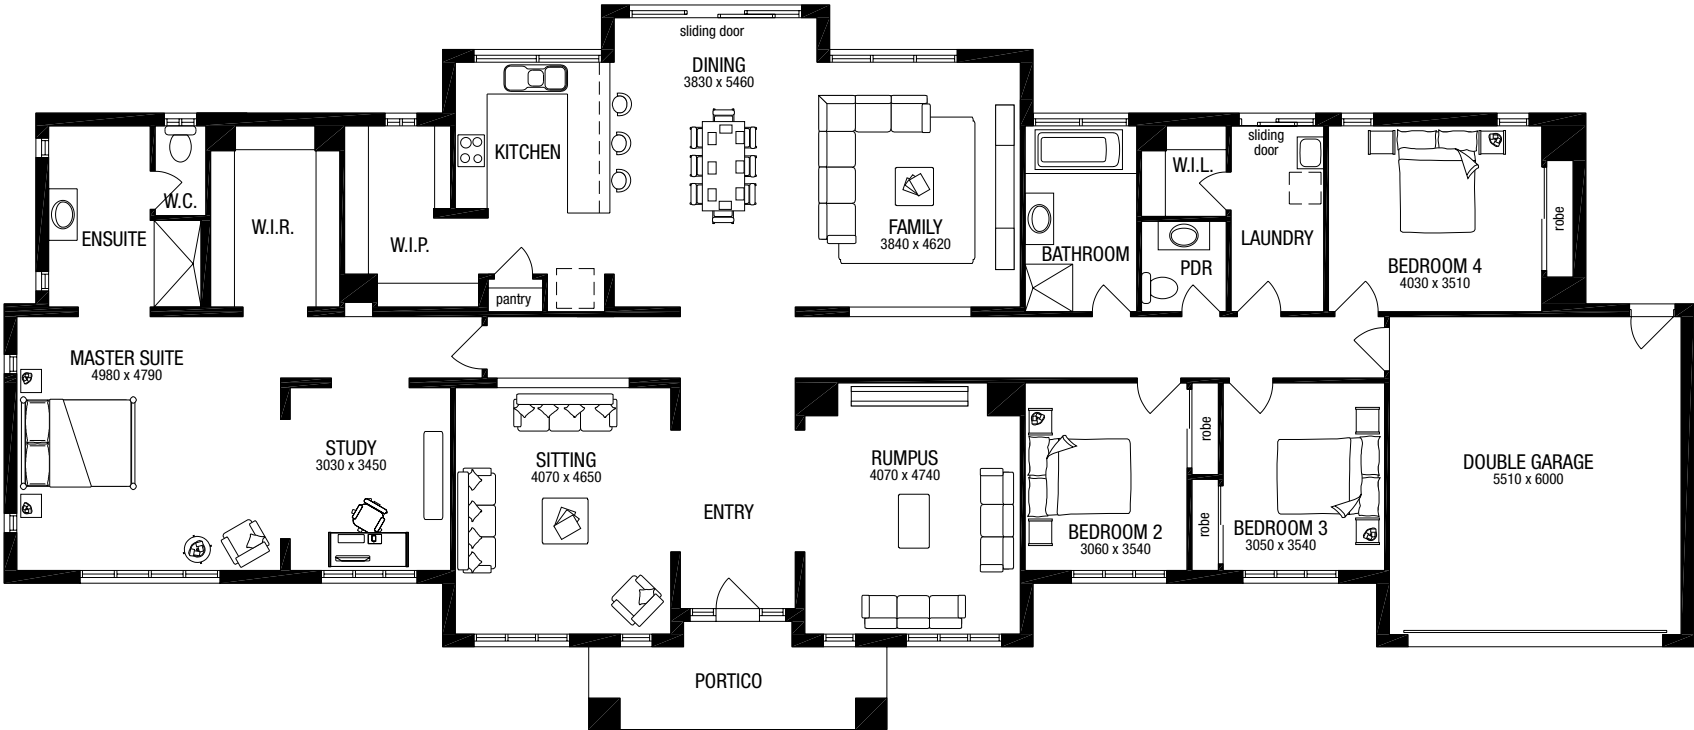 sliding door
DINING
3830 x 5460
KITCHEN
sliding
door
W.I.L.
W.C.
W.I.R.
ENSUITE
W.I.P.
FAMILY
3840 x 4620
BATHROOM
PDR
LAUNDRY
BEDROOM 4
4030 x 3510
robe
pantry
MASTER SUITE
4980 x 4790
STUDY
3030 x 3450
SITTING
4070 x 4650
ENTRY
RUMPUS
4070 x 4740
robe
robe
BEDROOM 2
3060 x 3540
BEDROOM 3
3050 x 3540
DOUBLE GARAGE
5510 x 6000
PORTICO